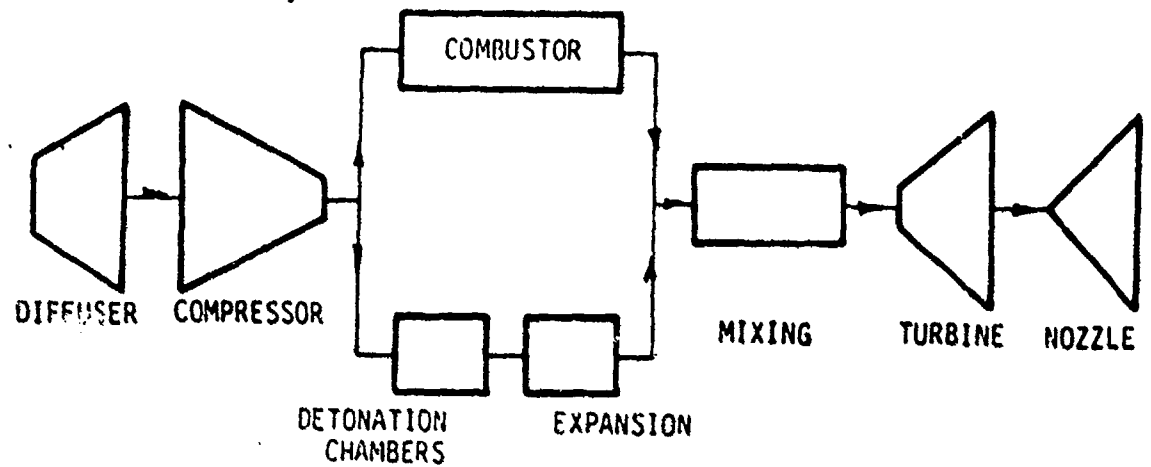 COMBUSTOR
DIFFUSER
COMPRESSOR
DETONATION
CHAMBERS
EXPANSION
MIXING
TURBINE
NOZZLE